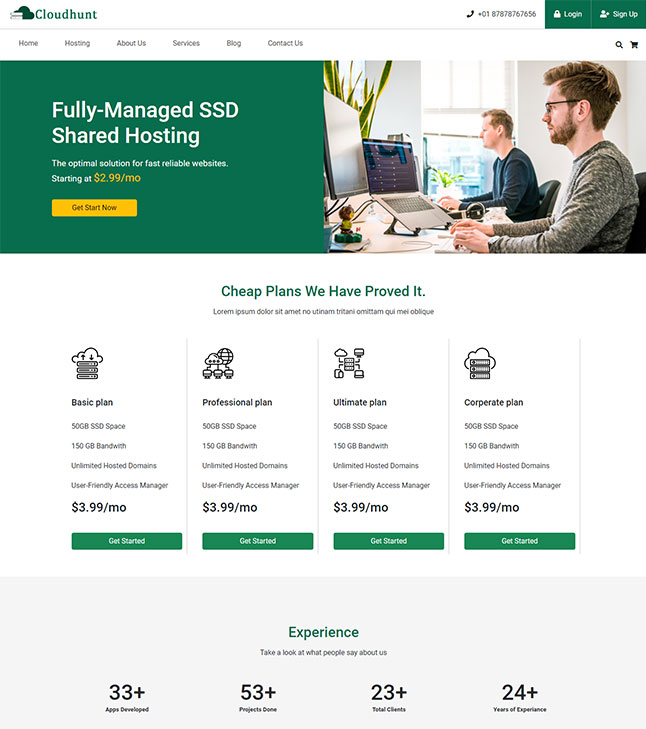 Cloudhunt
+01 87878767656
Login
Sign Up
Home
Hosting
About Us
Services
Blog
Contact Us
Fully-Managed SSD
Shared Hosting
The optimal solution for fast reliable websites.
Starting at $2.99/mo
Get Start Now
Cheap Plans We Have Proved It.
Lorem ipsum dolor sit amet no utinam tritani omittam qui mei oblique
Basic plan
50GB SSD Space
150 GB Bandwith
Unlimited Hosted Domains
User-Friendly Access Manager
$3.99/mo
Get Started
Professional plan
50GB SSD Space
150 GB Bandwith
Unlimited Hosted Domains
User-Friendly Access Manager
$3.99/mo
Get Started
Ultimate plan
50GB SSD Space
150 GB Bandwith
Unlimited Hosted Domains
User-Friendly Access Manager
$3.99/mo
Get Started
Corperate plan
50GB SSD Space
150 GB Bandwith
Unlimited Hosted Domains
User-Friendly Access Manager
$3.99/mo
Get Started
Experience
Take a look at what people say about us
33+
Apps Developed
53+
Projects Done
23+
Total Clients
24+
Years of Experiance